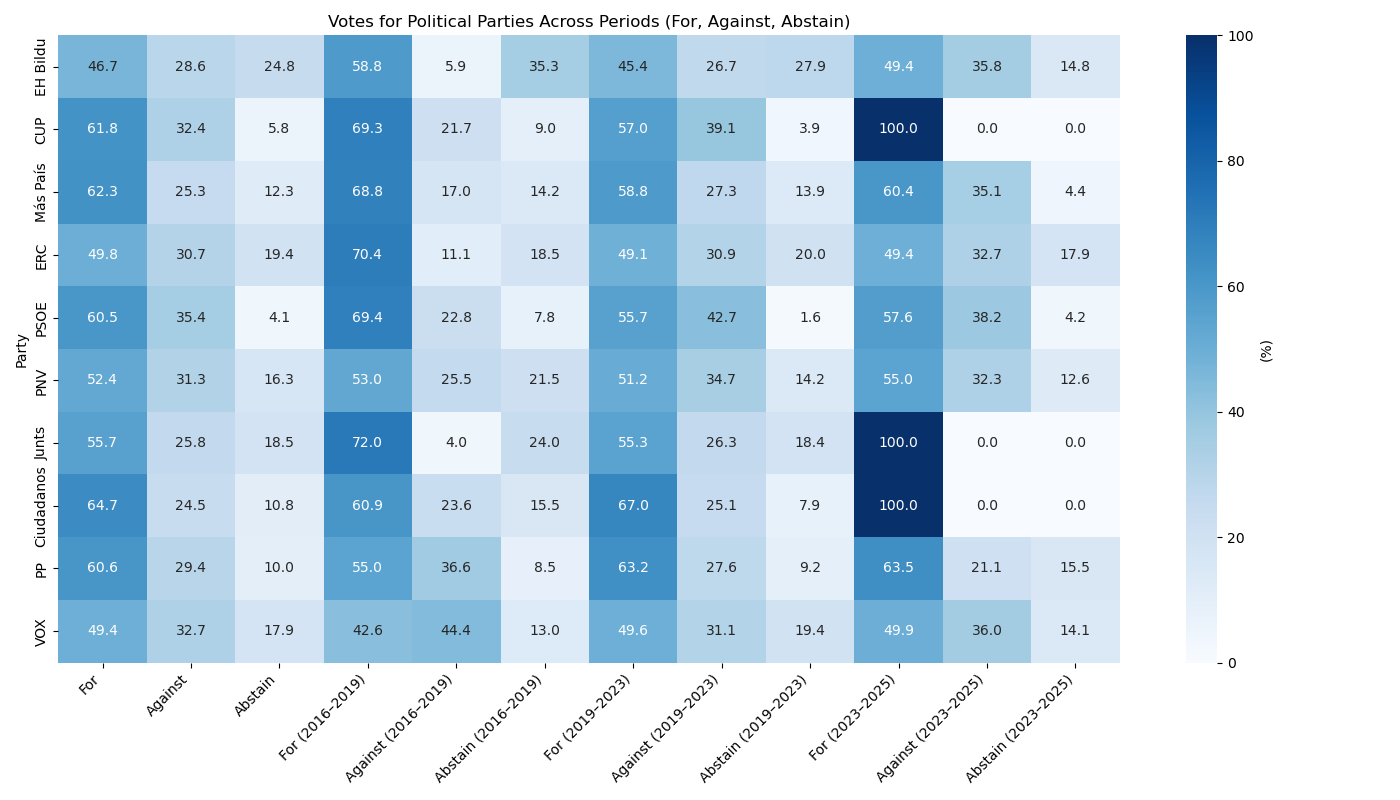 Votes for Political Parties Across Periods (For, Against, Abstain)
Party
EH Bildu 46.7 28.6 24.8 58.8 5.9 35.3 45.4 26.7 27.9 49.4 35.8 14.8
CUP 61.8 32.4 5.8 69.3 21.7 9.0 57.0 39.1 3.9 100.0 0.0 0.0
Más País 62.3 25.3 12.3 68.8 17.0 14.2 58.8 27.3 13.9 60.4 35.1 4.4
ERC 49.8 30.7 19.4 70.4 11.1 18.5 49.1 30.9 20.0 49.4 32.7 17.9
PSOE 60.5 35.4 4.1 69.4 22.8 7.8 55.7 42.7 1.6 57.6 38.2 4.2
PNV 52.4 31.3 16.3 53.0 25.5 21.5 51.2 34.7 14.2 55.0 32.3 12.6
Junts 55.7 25.8 18.5 72.0 4.0 24.0 55.3 26.3 18.4 100.0 0.0 0.0
Ciudadanos 64.7 24.5 10.8 60.9 23.6 15.5 67.0 25.1 7.9 100.0 0.0 0.0
PP 60.6 29.4 10.0 55.0 36.6 8.5 63.2 27.6 9.2 63.5 21.1 15.5
VOX 49.4 32.7 17.9 42.6 44.4 13.0 49.6 31.1 19.4 49.9 36.0 14.1
For
Against
Abstain
For (2016–2019)
Against (2016–2019)
Abstain (2016–2019)
For (2019–2023)
Against (2019–2023)
Abstain (2019–2023)
For (2023–2025)
Against (2023–2025)
Abstain (2023–2025)
100
80
60
40
20
0
(%)